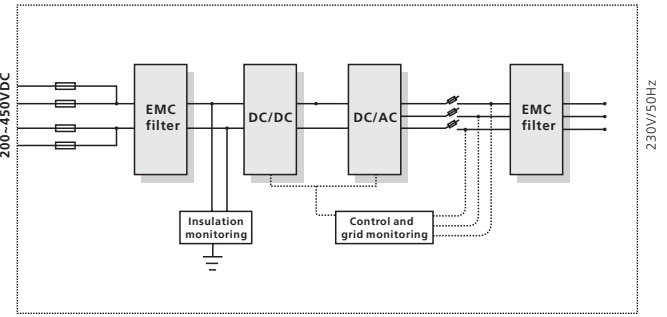 200~450VDC
EMC
filter
DC/DC
DC/AC
EMC
filter
230V/50Hz
Insulation
monitoring
Control and
grid monitoring